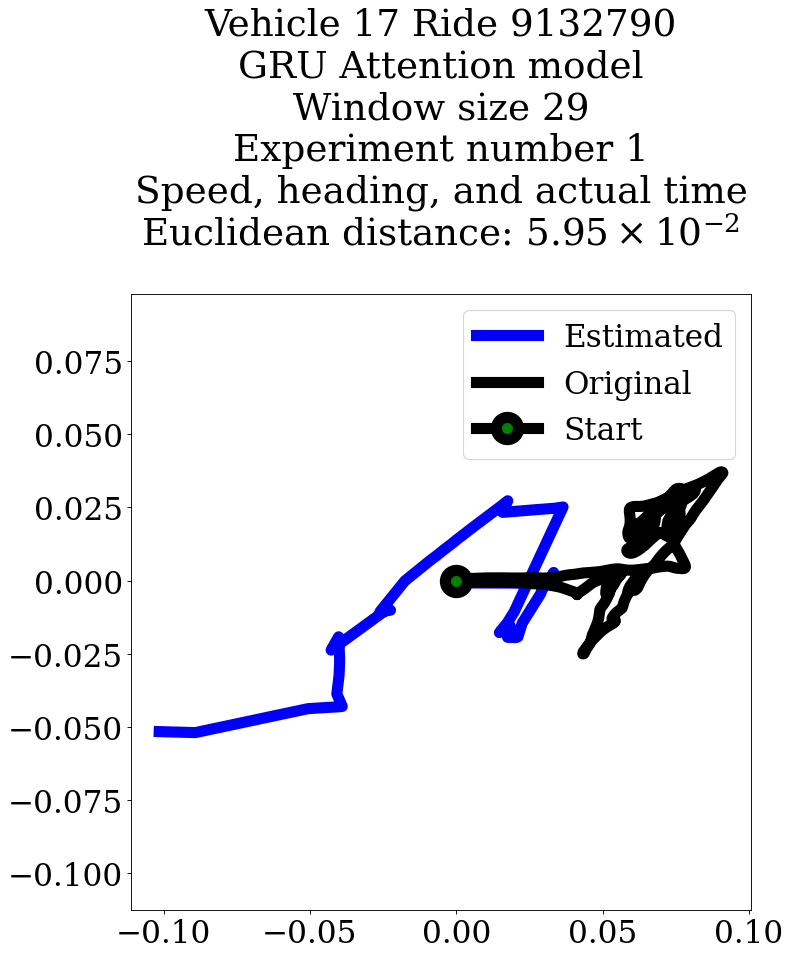 Vehicle 17 Ride 9132790
GRU Attention model
Window size 29
Experiment number 1
Speed, heading, and actual time
Euclidean distance: 5.95 × 10⁻²
Estimated
Original
Start
0.075
0.050
0.025
0.000
−0.025
−0.050
−0.075
−0.100
−0.10
−0.05
0.00
0.05
0.10